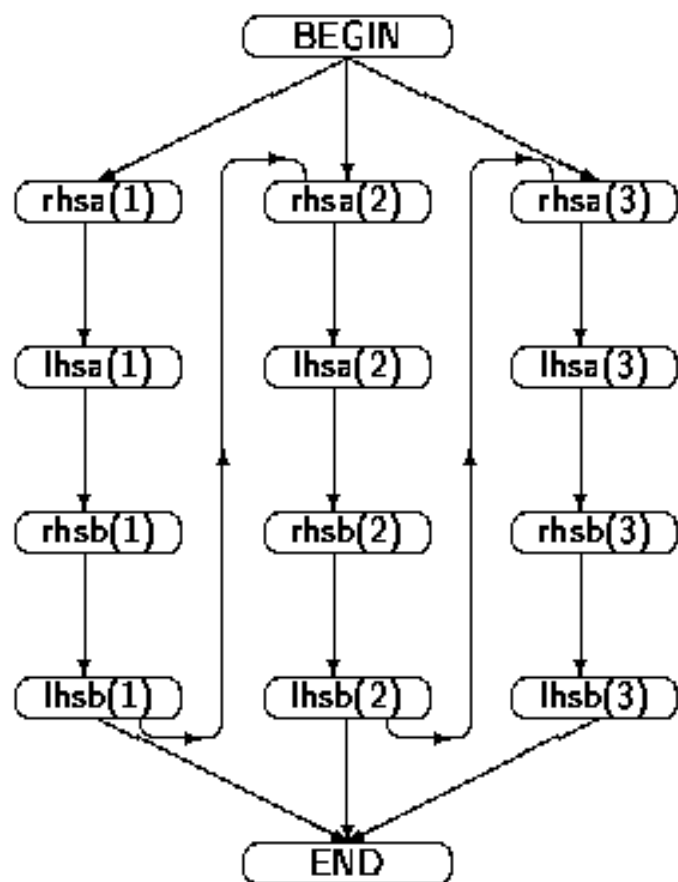 BEGIN
rhsa(1) rhsa(2) rhsa(3)
lhsa(1) lhsa(2) lhsa(3)
rhsb(1) rhsb(2) rhsb(3)
lhsb(1) lhsb(2) lhsb(3)
END